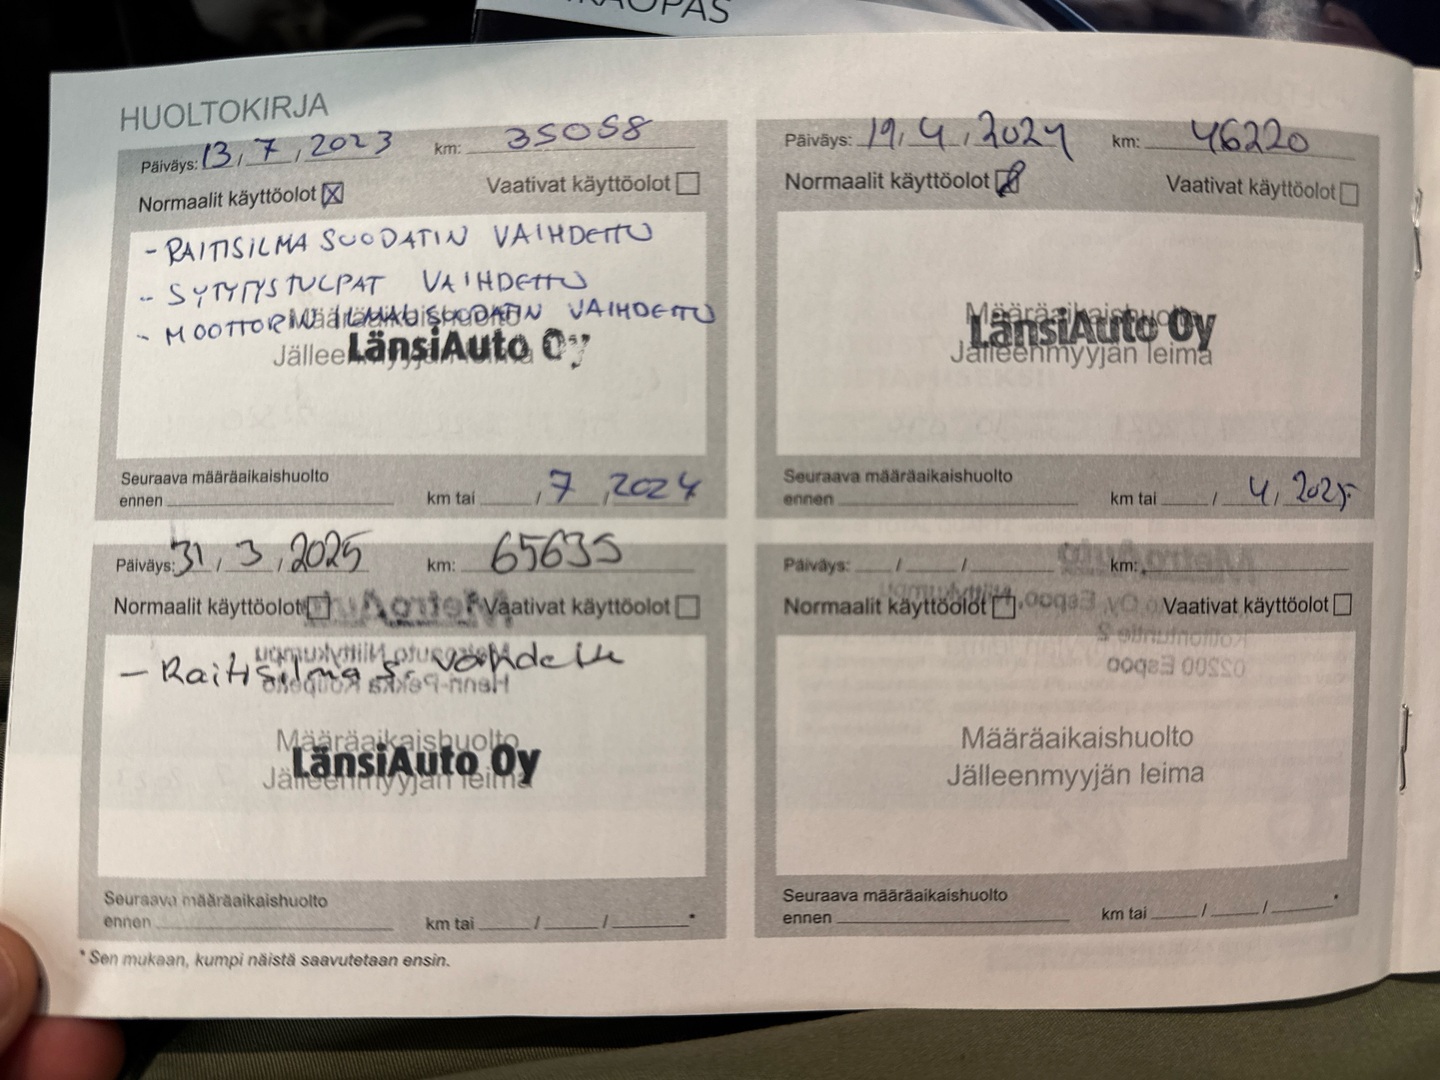 HUOLTOKIRJA
Päiväys: 13, 7, 2023 km: 35058
Normaalit käyttöolot ☒ Vaativat käyttöolot ☐
- RAITISILMASUODATIN VAIHDETTU
- SYTYTYSTULPAT VAIHDETTU
- MOOTTORIN ILMANSUODATIN VAIHDETTU
Määräaikaishuolto
Jälleenmyyjän leima
LänsiAuto Oy
Seuraava määräaikaishuolto
ennen km tai / 7, 2024
Päiväys: 19, 4, 2024 km: 46220
Normaalit käyttöolot ☒ Vaativat käyttöolot ☐
Määräaikaishuolto
LänsiAuto Oy
Jälleenmyyjän leima
Seuraava määräaikaishuolto
ennen km tai / 4, 2025
Päiväys: 31, 3, 2025 km: 65635
Normaalit käyttöolot ☐ Vaativat käyttöolot ☐
- Raitisilma s. vaihdettu
Määräaikaishuolto
LänsiAuto Oy
Jälleenmyyjän leima
Seuraava määräaikaishuolto
ennen km tai / / *
Päiväys: / / km:
Normaalit käyttöolot ☐ Vaativat käyttöolot ☐
Määräaikaishuolto
Jälleenmyyjän leima
Seuraava määräaikaishuolto
ennen km tai / / *
* Sen mukaan, kumpi näistä saavutetaan ensin.